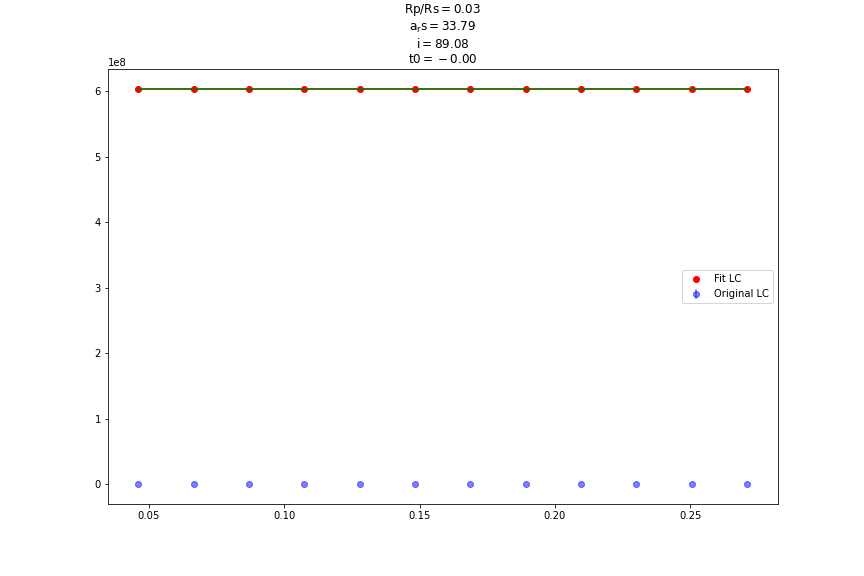 Rp/Rs = 0.03
aᵣs = 33.79
i = 89.08
t0 = −0.00
1e8
6
5
4
3
2
1
0
Fit LC
Original LC
0.05 0.10 0.15 0.20 0.25